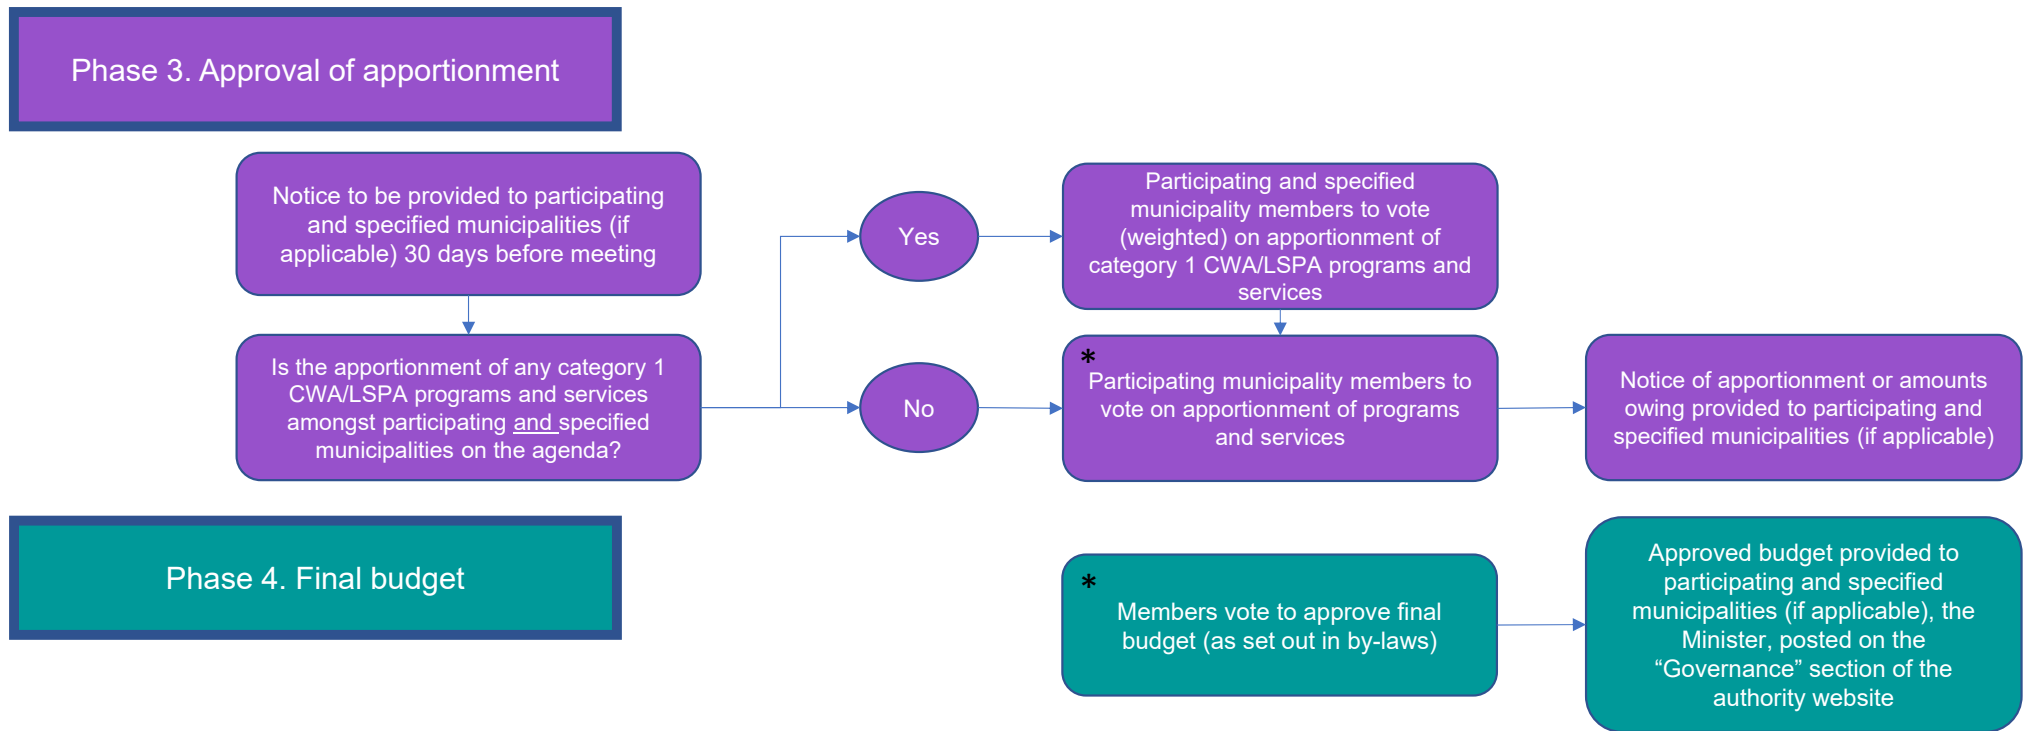 Phase 3. Approval of apportionment
Notice to be provided to participating
and specified municipalities (if
applicable) 30 days before meeting
Is the apportionment of any category 1
CWA/LSPA programs and services
amongst participating and specified
municipalities on the agenda?
Yes
No
Participating and specified
municipality members to vote
(weighted) on apportionment of
category 1 CWA/LSPA programs and
services
*
Participating municipality members to
vote on apportionment of programs
and services
Notice of apportionment or amounts
owing provided to participating and
specified municipalities (if applicable)
Phase 4. Final budget
*
Members vote to approve final
budget (as set out in by-laws)
Approved budget provided to
participating and specified
municipalities (if applicable), the
Minister, posted on the
“Governance” section of the
authority website